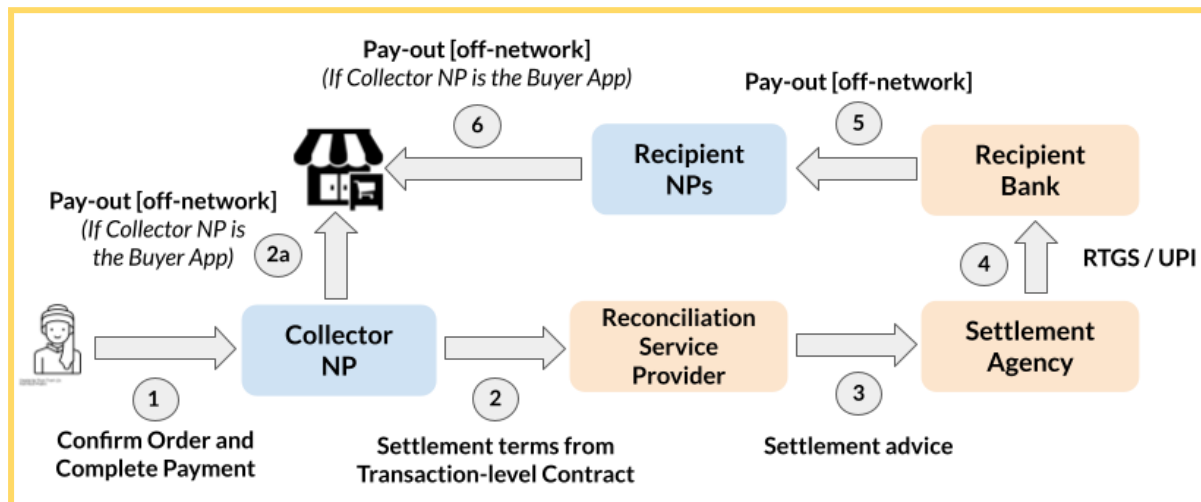 Pay-out [off-network]
(If Collector NP is the Buyer App)
6
Pay-out [off-network]
5
Recipient
NPs
Recipient
Bank
Pay-out [off-network]
(If Collector NP is
the Buyer App)
2a
4
RTGS / UPI
Collector
NP
Reconciliation
Service
Provider
Settlement
Agency
1
Confirm Order and
Complete Payment
2
Settlement terms from
Transaction-level Contract
3
Settlement advice